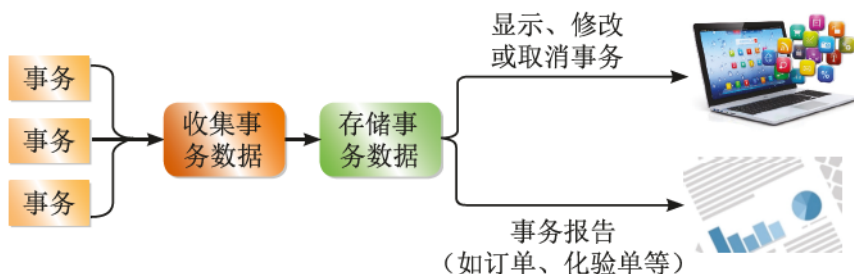 事务
事务
事务
收集事
务数据
存储事
务数据
显示、修改
或取消事务
事务报告
（如订单、化验单等）